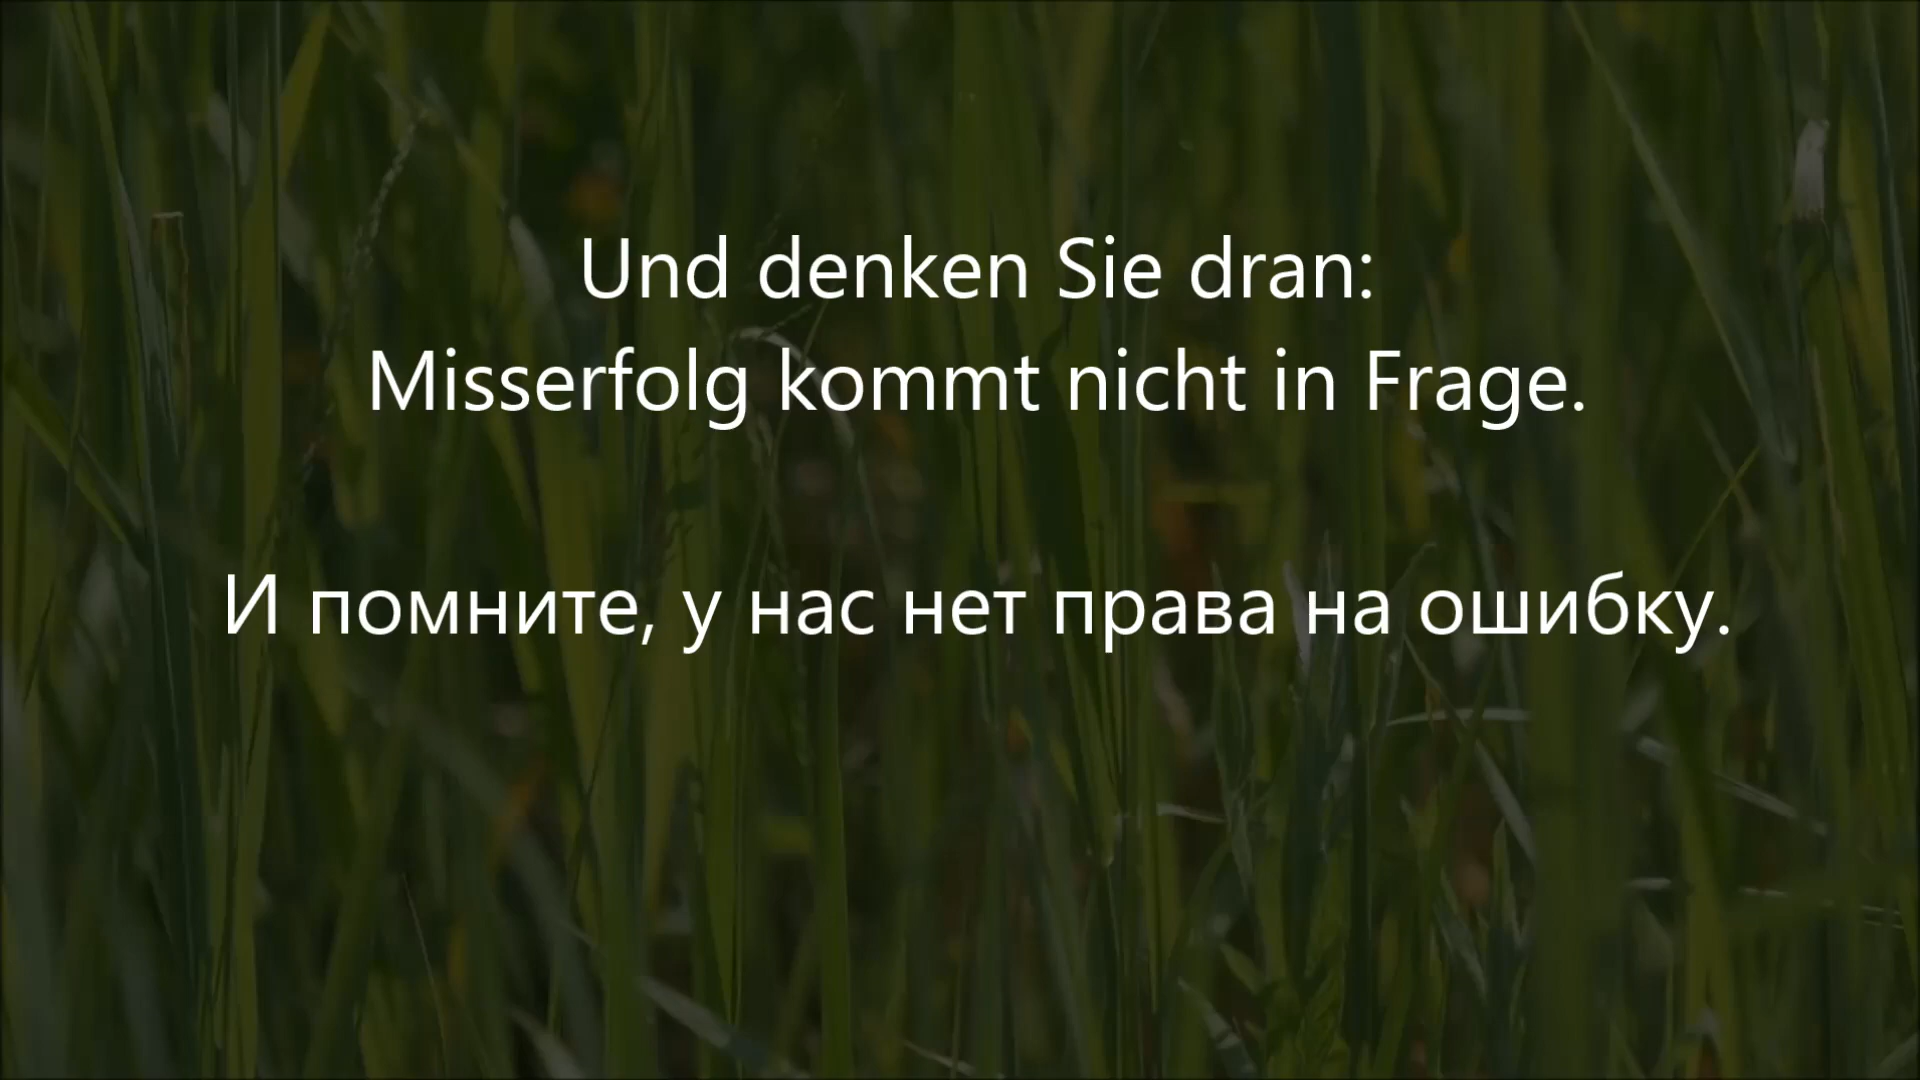 Und denken Sie dran:
Misserfolg kommt nicht in Frage.
И помните, у нас нет права на ошибку.